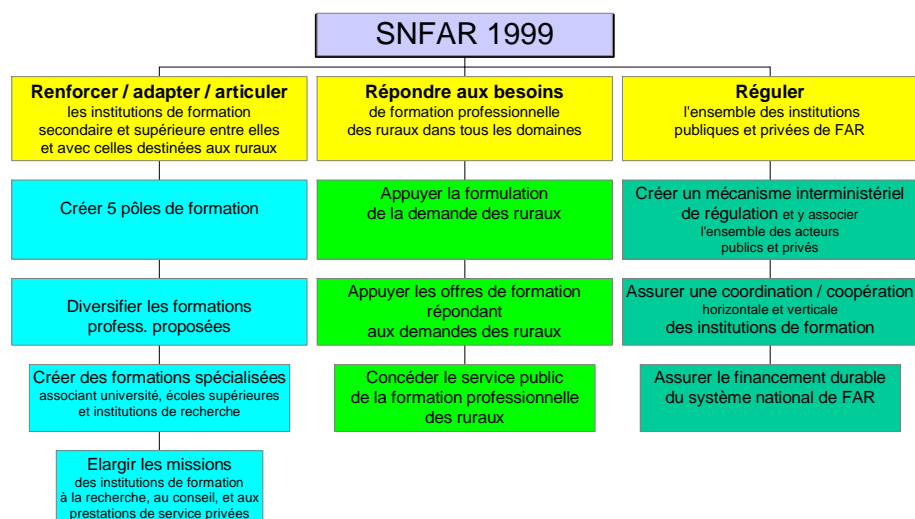 SNFAR 1999
Renforcer / adapter / articuler
les institutions de formation
secondaire et supérieure entre elles
et avec celles destinées aux ruraux
Répondre aux besoins
de formation professionnelle
des ruraux dans tous les domaines
Réguler
l'ensemble des institutions
publiques et privées de FAR
Créer 5 pôles de formation
Appuyer la formulation
de la demande des ruraux
Créer un mécanisme interministériel
de régulation et y associer
l'ensemble des acteurs
publics et privés
Diversifier les formations
profess. proposées
Appuyer les offres de formation
répondant
aux demandes des ruraux
Assurer une coordination / coopération
horizontale et verticale
des institutions de formation
Créer des formations spécialisées
associant université, écoles supérieures
et institutions de recherche
Concéder le service public
de la formation professionnelle
des ruraux
Assurer le financement durable
du système national de FAR
Elargir les missions
des institutions de formation
à la recherche, au conseil, et aux
prestations de service privées